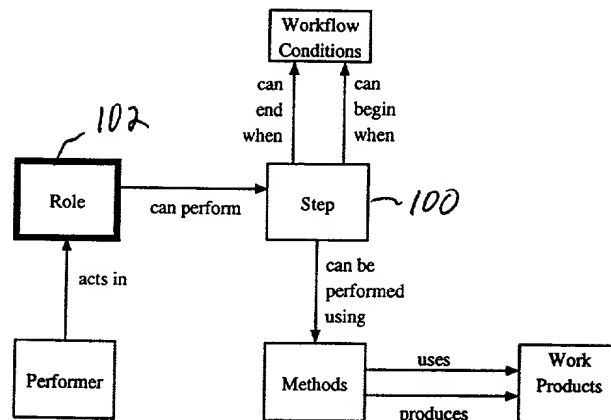 Workflow
Conditions
can
end
when
can
begin
when
102
Role
can perform
Step
100
acts in
can be
performed
using
Performer
Methods
uses
produces
Work
Products